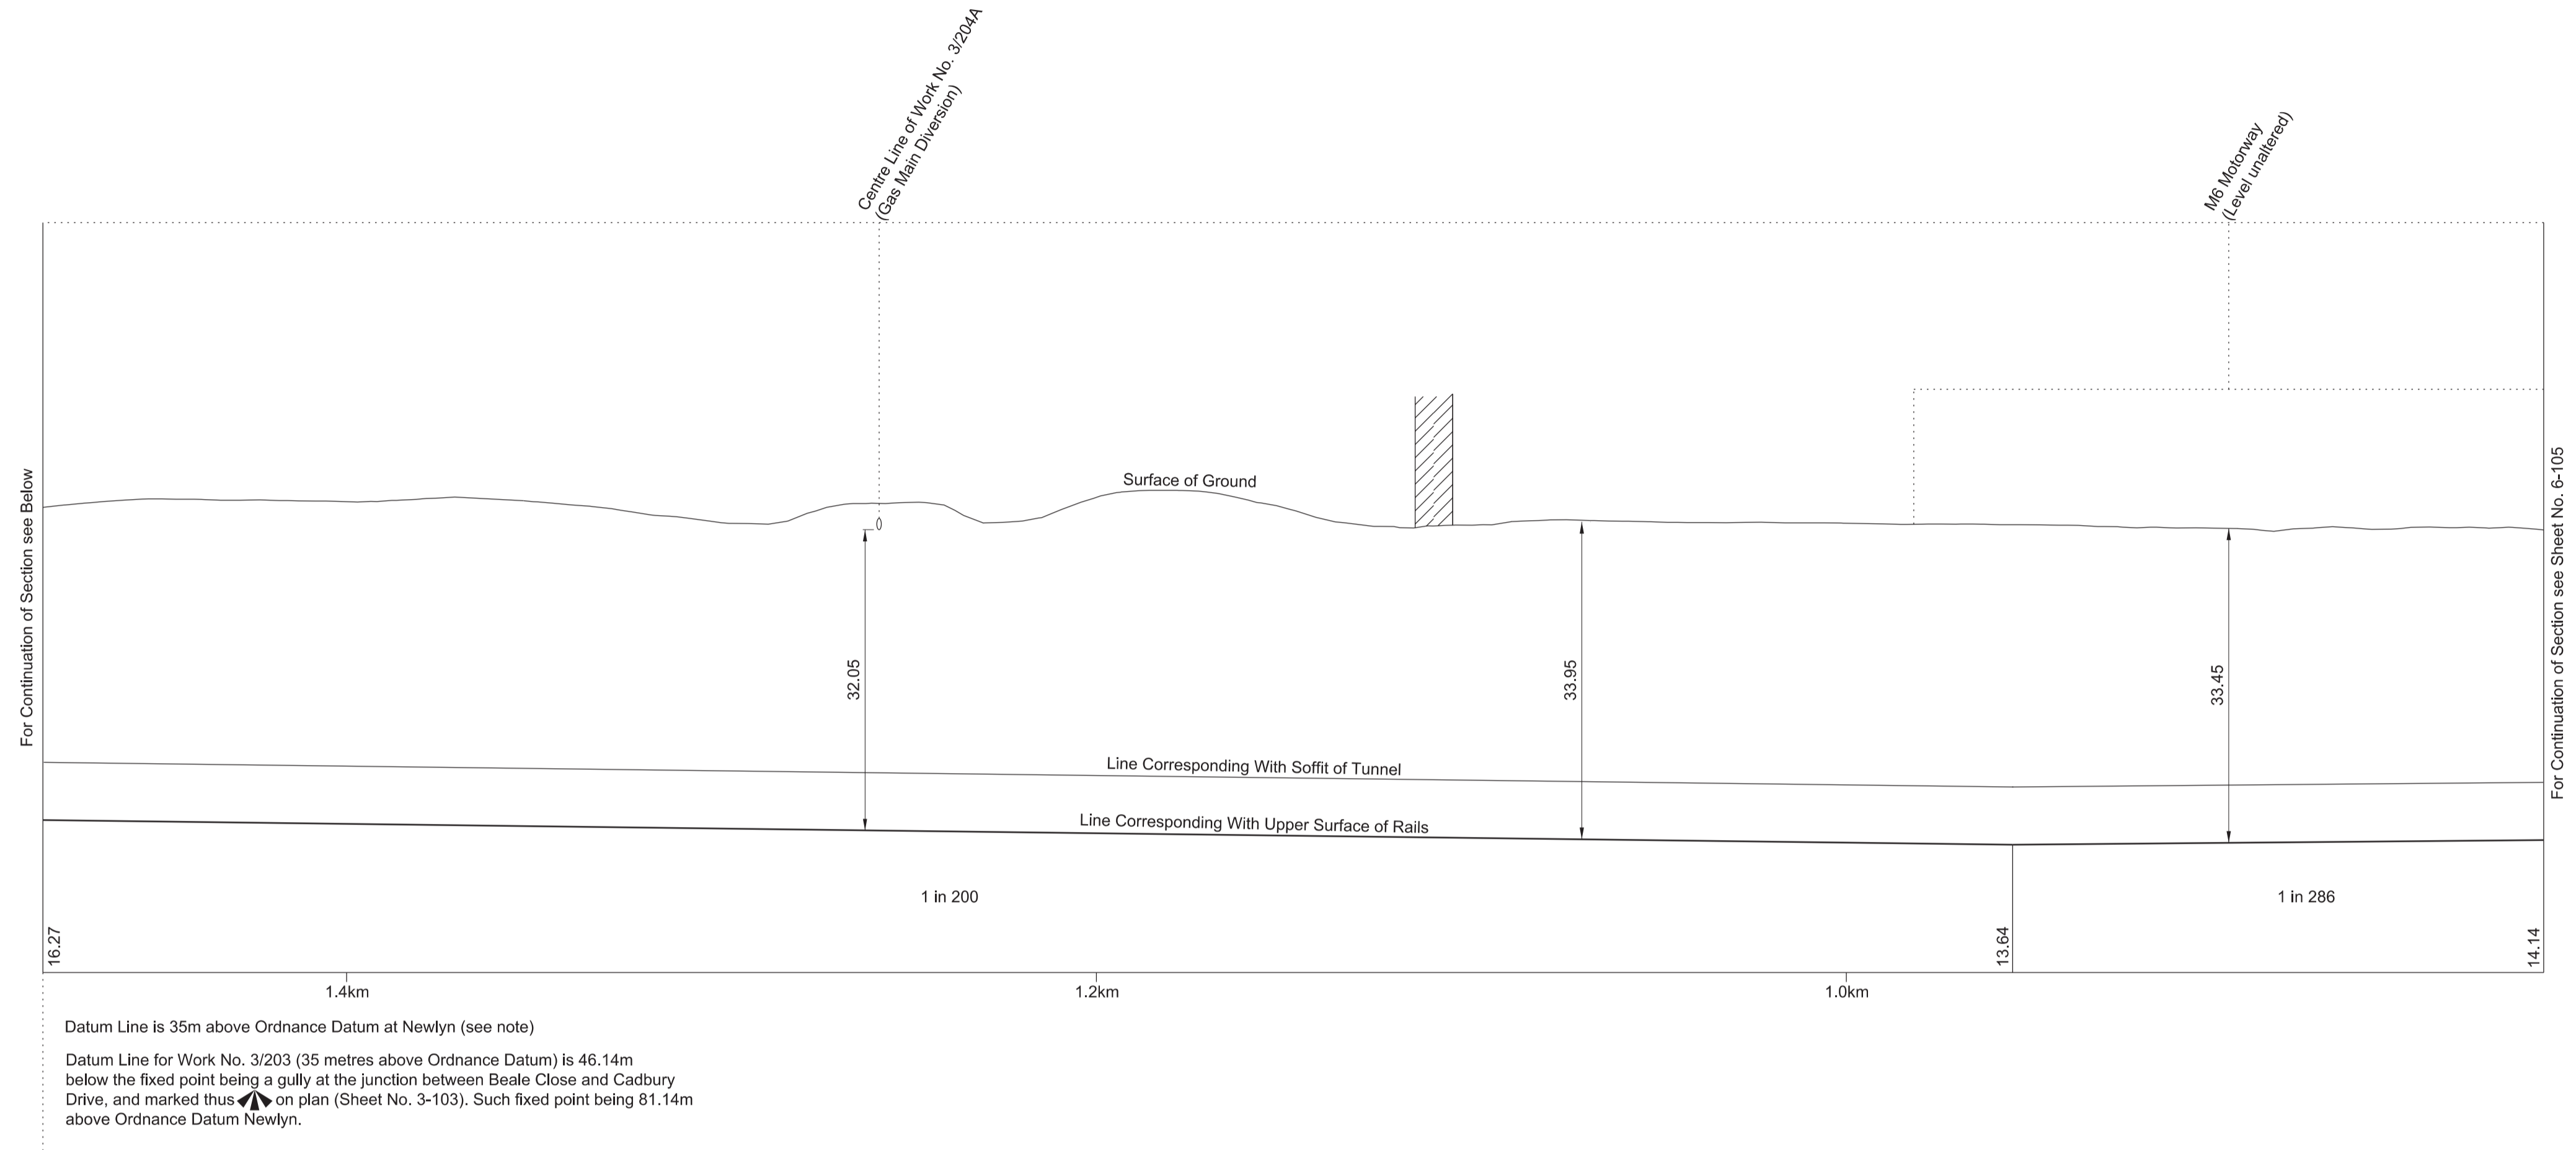 Centre Line of Work No. 3/204A
(Gas Main Diversion)
M6 Motorway
(Level unaltered)
For Continuation of Section see Below
Surface of Ground
For Continuation of Section see Sheet No. 6-105
32.05
33.95
33.45
Line Corresponding With Soffit of Tunnel
Line Corresponding With Upper Surface of Rails
1 in 200
1 in 286
16.27
13.64
14.14
1.4km
1.2km
1.0km
Datum Line is 35m above Ordnance Datum at Newlyn (see note)
Datum Line for Work No. 3/203 (35 metres above Ordnance Datum) is 46.14m
below the fixed point being a gully at the junction between Beale Close and Cadbury
Drive, and marked thus on plan (Sheet No. 3-103). Such fixed point being 81.14m
above Ordnance Datum Newlyn.